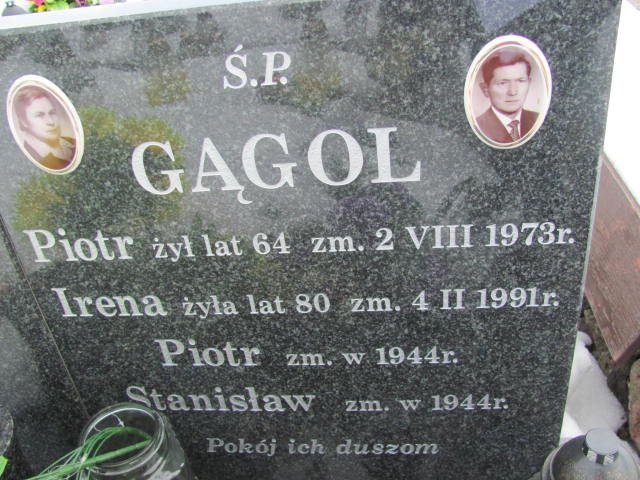 Ś.P.
GĄGOL
Piotr żył lat 64 zm. 2 VIII 1973r.
Irena żyła lat 80 zm. 4 II 1991r.
Piotr zm. w 1944r.
Stanisław zm. w 1944r.
Pokój ich duszom